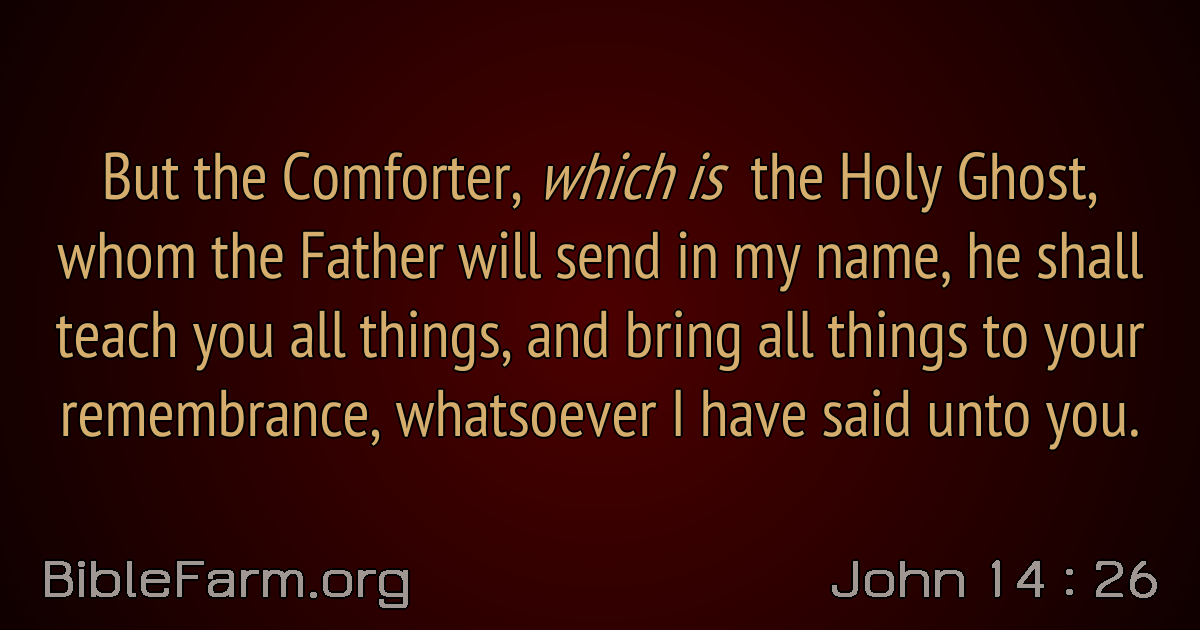 But the Comforter, which is the Holy Ghost,
whom the Father will send in my name, he shall
teach you all things, and bring all things to your
remembrance, whatsoever I have said unto you.
BibleFarm.org
John 14 : 26